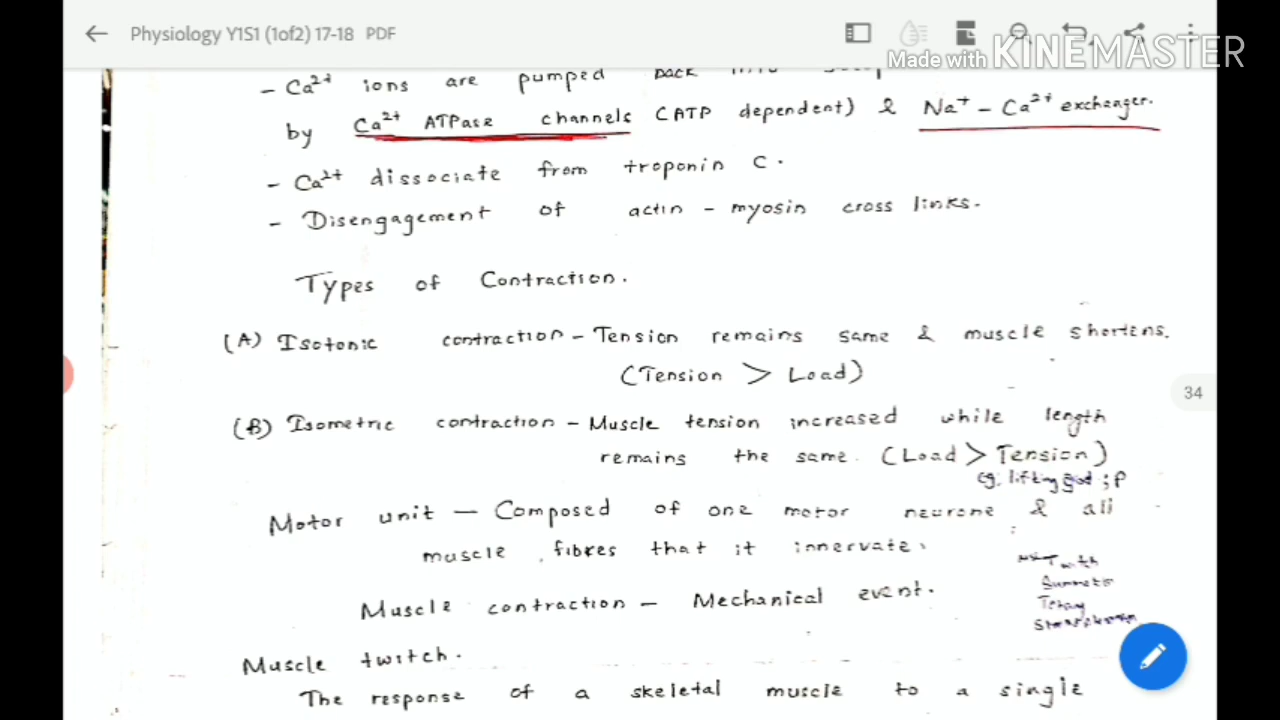 Physiology Y1S1 (1of2) 17-18 PDF
Made with KINEMASTER
- Ca2+ ions are pumped back into
by Ca2+ ATPase channels (ATP dependent) & Na+ - Ca2+ exchanger.
- Ca2+ dissociate from troponin C.
- Disengagement of actin - myosin cross links.
Types of Contraction.
(A) Isotonic contraction - Tension remains same & muscle shortens.
(Tension > Load)
34
(B) Isometric contraction - Muscle tension increased while length
remains the same. (Load > Tension)
eg: lifting
Motor unit - Composed of one motor neurone & all
muscle fibres that it innervate.
Muscle contraction - Mechanical event.
Muscle twitch.
The response of a skeletal muscle to a single